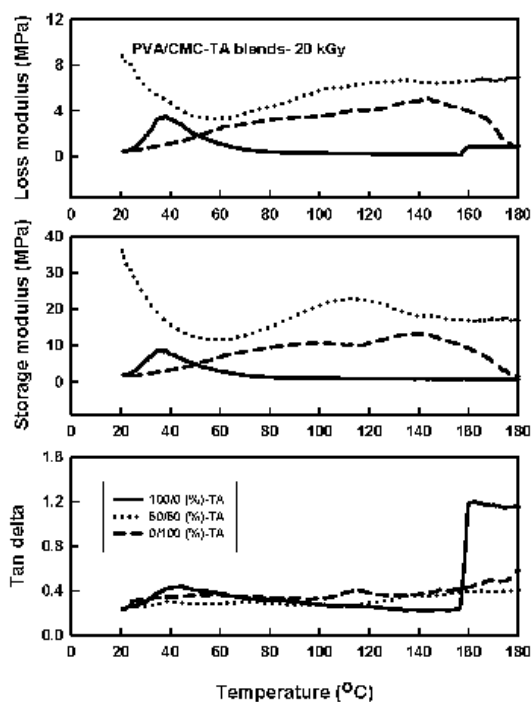 PVA/CMC-TA blends- 20 kGy
Loss modulus (MPa)
12
8
4
0
0 20 40 60 80 100 120 140 160 180
Storage modulus (MPa)
40
30
20
10
0
0 20 40 60 80 100 120 140 160 180
Tan delta
1.8
1.2
0.4
0.0
100/0 (%)-TA
50/50 (%)-TA
0/100 (%)-TA
0 20 40 60 80 100 120 140 160 180
Temperature (ºC)